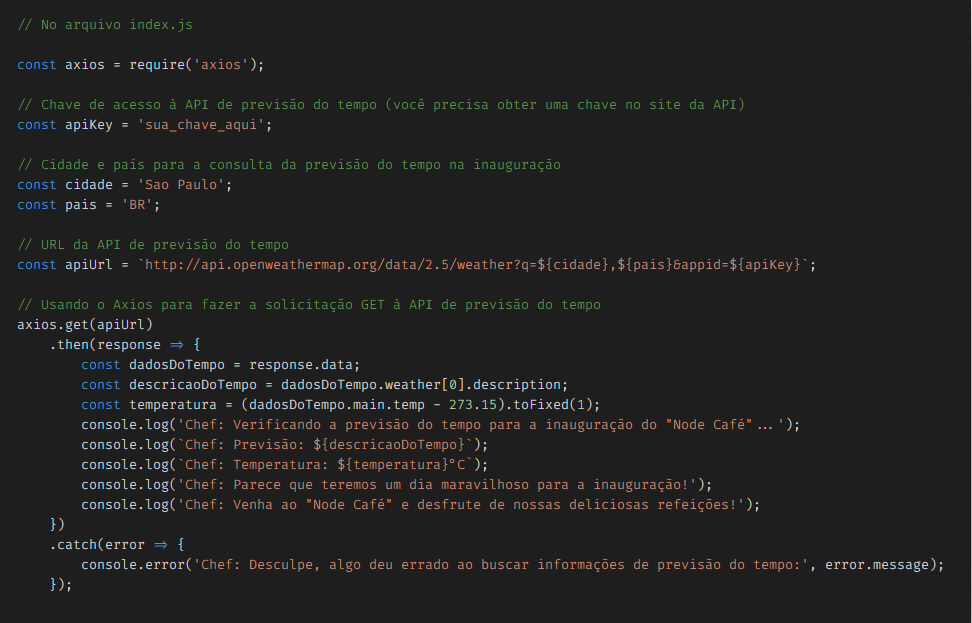 // No arquivo index.js
const axios = require('axios');
// Chave de acesso à API de previsão do tempo (você precisa obter uma chave no site da API)
const apiKey = 'sua_chave_aqui';
// Cidade e país para a consulta da previsão do tempo na inauguração
const cidade = 'Sao Paulo';
const pais = 'BR';
// URL da API de previsão do tempo
const apiUrl = `http://api.openweathermap.org/data/2.5/weather?q=${cidade},${pais}&appid=${apiKey}`;
// Usando o Axios para fazer a solicitação GET à API de previsão do tempo
axios.get(apiUrl)
    .then(response => {
        const dadosDoTempo = response.data;
        const descricaoDoTempo = dadosDoTempo.weather[0].description;
        const temperatura = (dadosDoTempo.main.temp - 273.15).toFixed(1);
        console.log('Chef: Verificando a previsão do tempo para a inauguração do "Node Café"...');
        console.log(`Chef: Previsão: ${descricaoDoTempo}`);
        console.log(`Chef: Temperatura: ${temperatura}°C`);
        console.log('Chef: Parece que teremos um dia maravilhoso para a inauguração!');
        console.log('Chef: Venha ao "Node Café" e desfrute de nossas deliciosas refeições!');
    })
    .catch(error => {
        console.error('Chef: Desculpe, algo deu errado ao buscar informações de previsão do tempo:', error.message);
    });